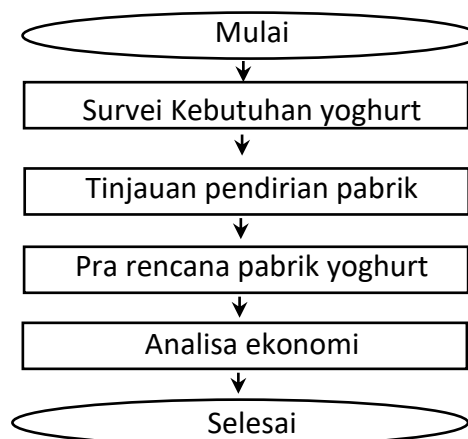 Mulai
Survei Kebutuhan yoghurt
Tinjauan pendirian pabrik
Pra rencana pabrik yoghurt
Analisa ekonomi
Selesai